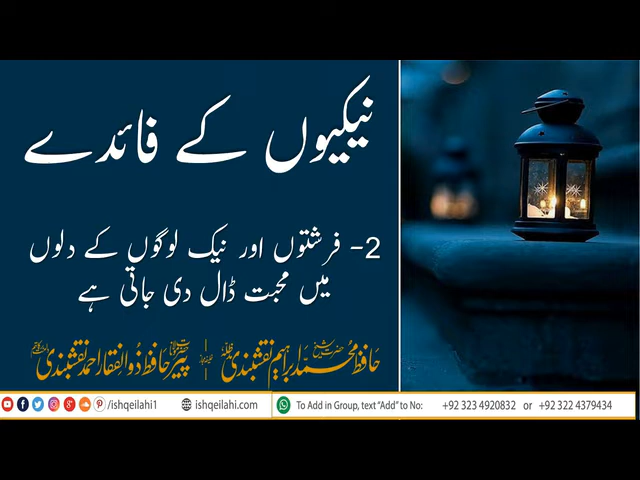 نیکیوں کے فائدے
2- فرشتوں اور نیک لوگوں کے دلوں
میں محبت ڈال دی جاتی ہے
حافظ محمد ابراہیم نقشبندی | پیر حافظ ذوالفقار احمد نقشبندی
/ishqeilahi1 ishqeilahi.com To Add in Group, text "Add" to No: +92 323 4920832 or +92 322 4379434